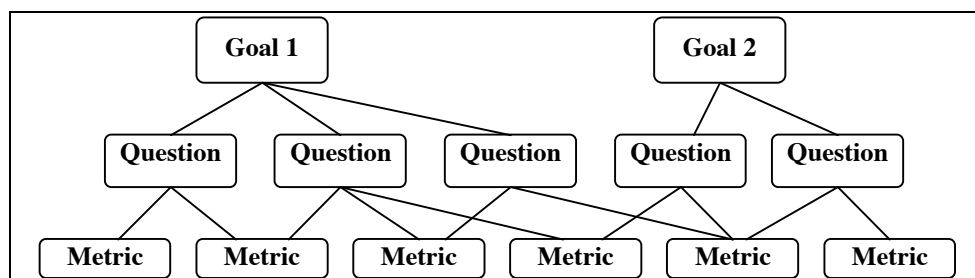 Goal 1 Goal 2
Question Question Question Question Question
Metric Metric Metric Metric Metric Metric